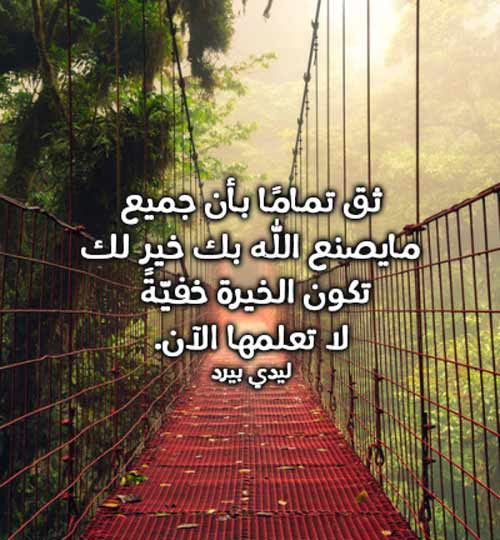 ثق تمامًا بأن جميع
مايصنع الله بك خير لك
تكون الخيرة خفيّةً
لا تعلمها الآن.
ليدي بيرد